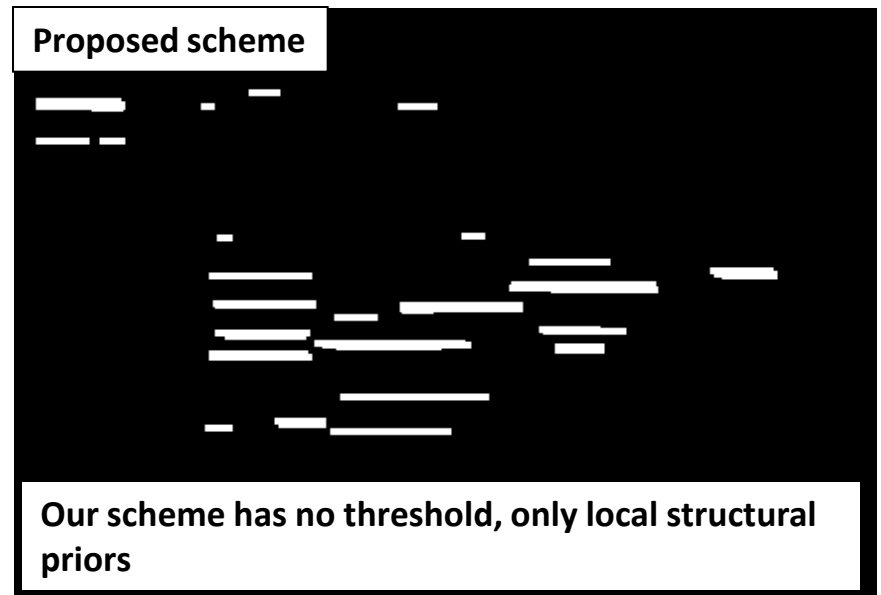 Proposed scheme
Our scheme has no threshold, only local structural
priors